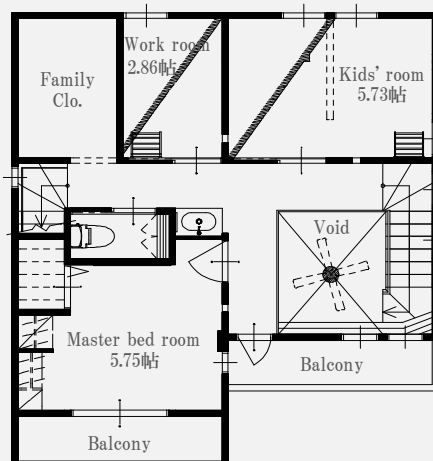 Work room
2.86帖
Kids' room
5.73帖
Family
Clo.
Void
Master bed room
5.75帖
Balcony
Balcony